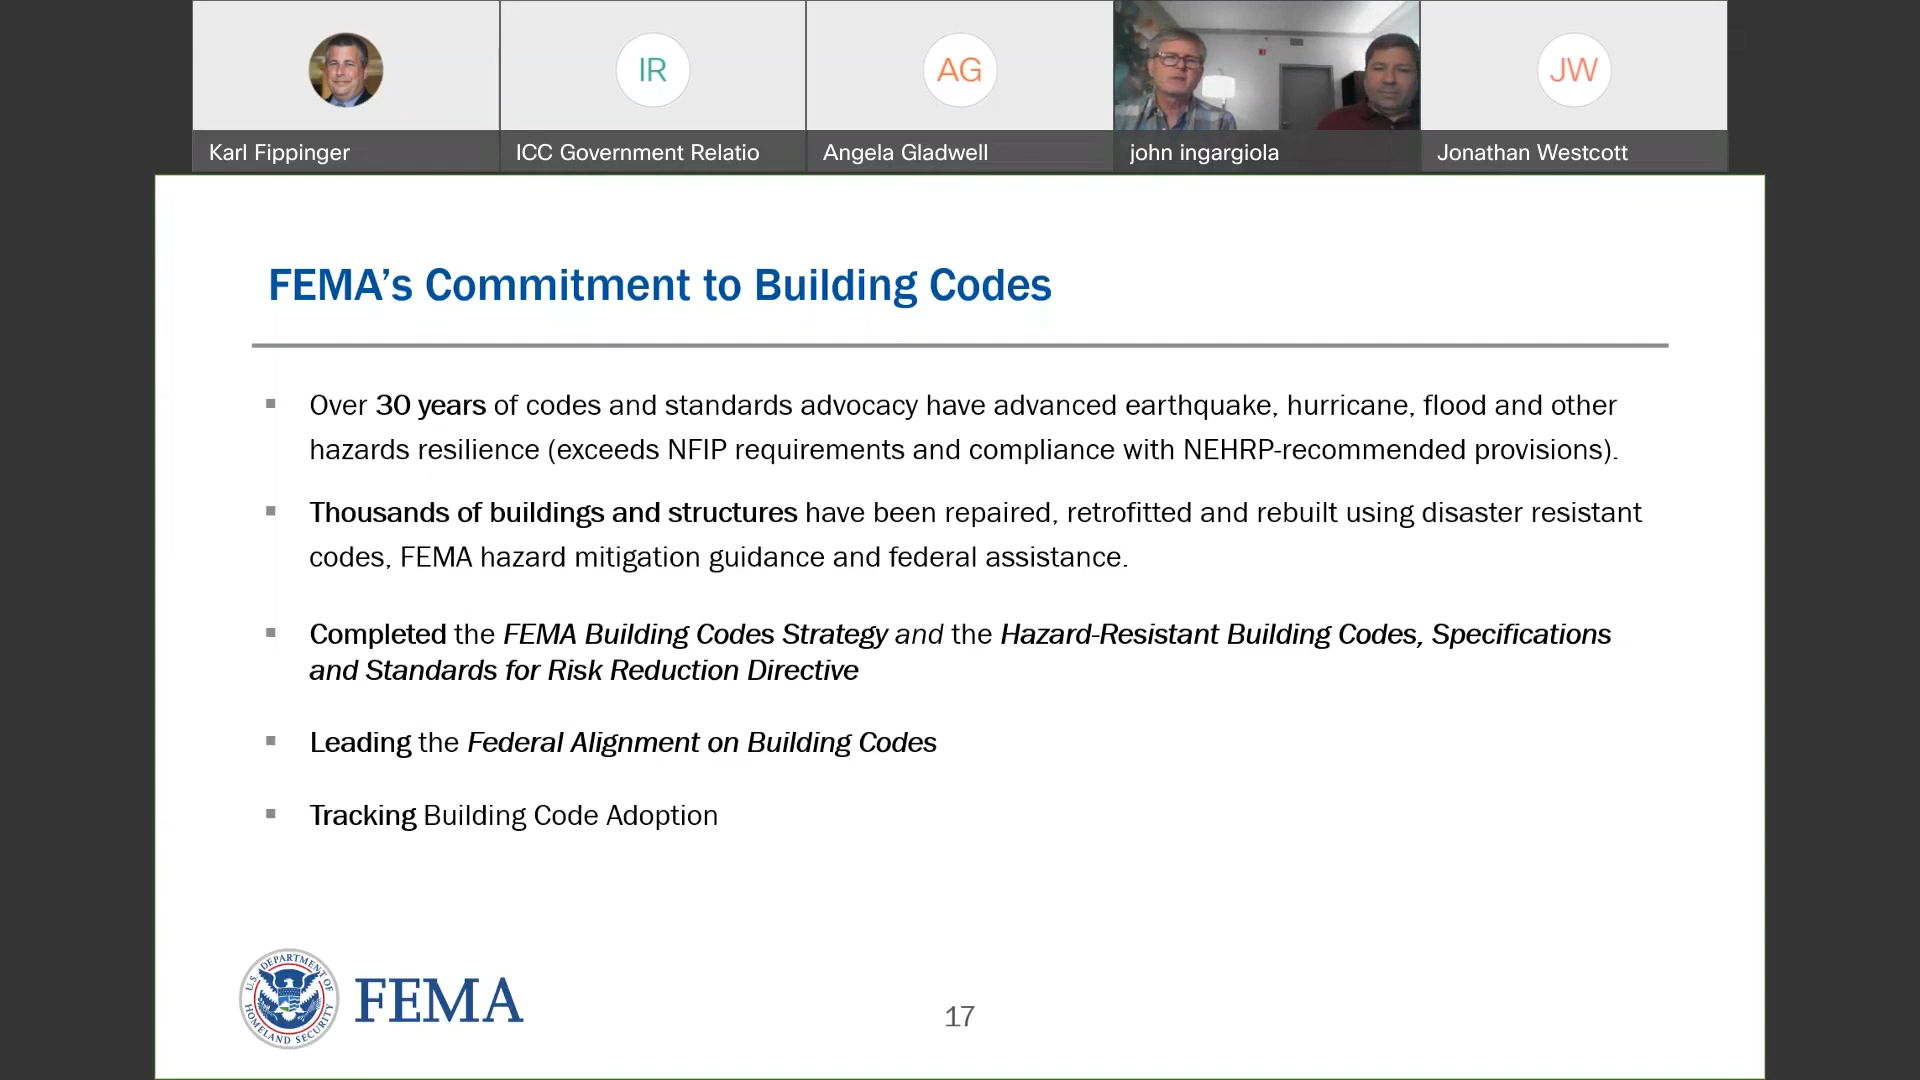 IR
AG
JW
Karl Fippinger
ICC Government Relatio
Angela Gladwell
john ingargiola
Jonathan Westcott
FEMA’s Commitment to Building Codes
Over 30 years of codes and standards advocacy have advanced earthquake, hurricane, flood and other
hazards resilience (exceeds NFIP requirements and compliance with NEHRP-recommended provisions).
Thousands of buildings and structures have been repaired, retrofitted and rebuilt using disaster resistant
codes, FEMA hazard mitigation guidance and federal assistance.
Completed the FEMA Building Codes Strategy and the Hazard-Resistant Building Codes, Specifications
and Standards for Risk Reduction Directive
Leading the Federal Alignment on Building Codes
Tracking Building Code Adoption
U.S. DEPARTMENT OF
HOMELAND SECURITY
FEMA
17